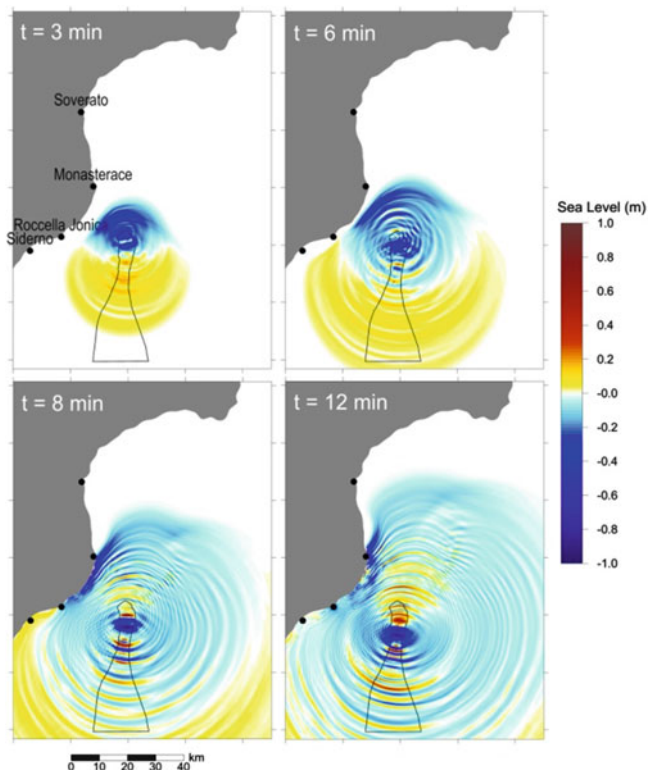 t = 3 min
t = 6 min
Soverato
Monasterace
Roccella Jonica
Siderno
Sea Level (m)
1.0
0.8
0.6
0.4
0.2
-0.0
-0.2
-0.4
-0.6
-0.8
-1.0
t = 8 min
t = 12 min
km
0 10 20 30 40